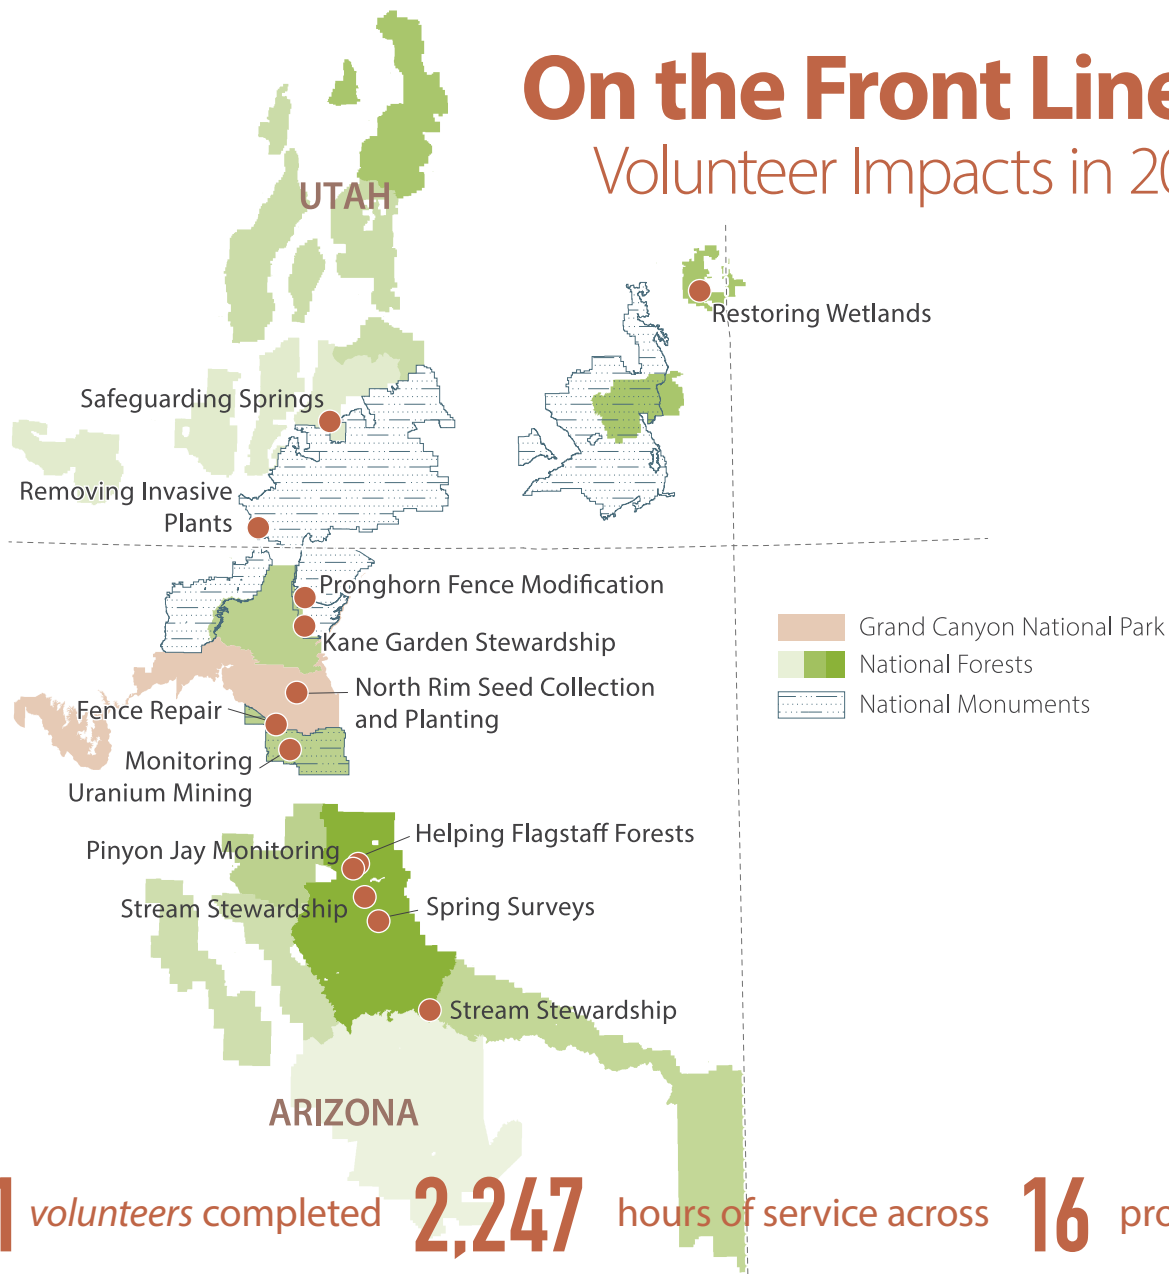 On the Front Line
Volunteer Impacts in 20
UTAH
Restoring Wetlands
Safeguarding Springs
Removing Invasive
Plants
Pronghorn Fence Modification
Kane Garden Stewardship
Grand Canyon National Park
National Forests
National Monuments
North Rim Seed Collection
and Planting
Fence Repair
Monitoring
Uranium Mining
Helping Flagstaff Forests
Pinyon Jay Monitoring
Stream Stewardship
Spring Surveys
Stream Stewardship
ARIZONA
1 volunteers completed 2,247 hours of service across 16 pro